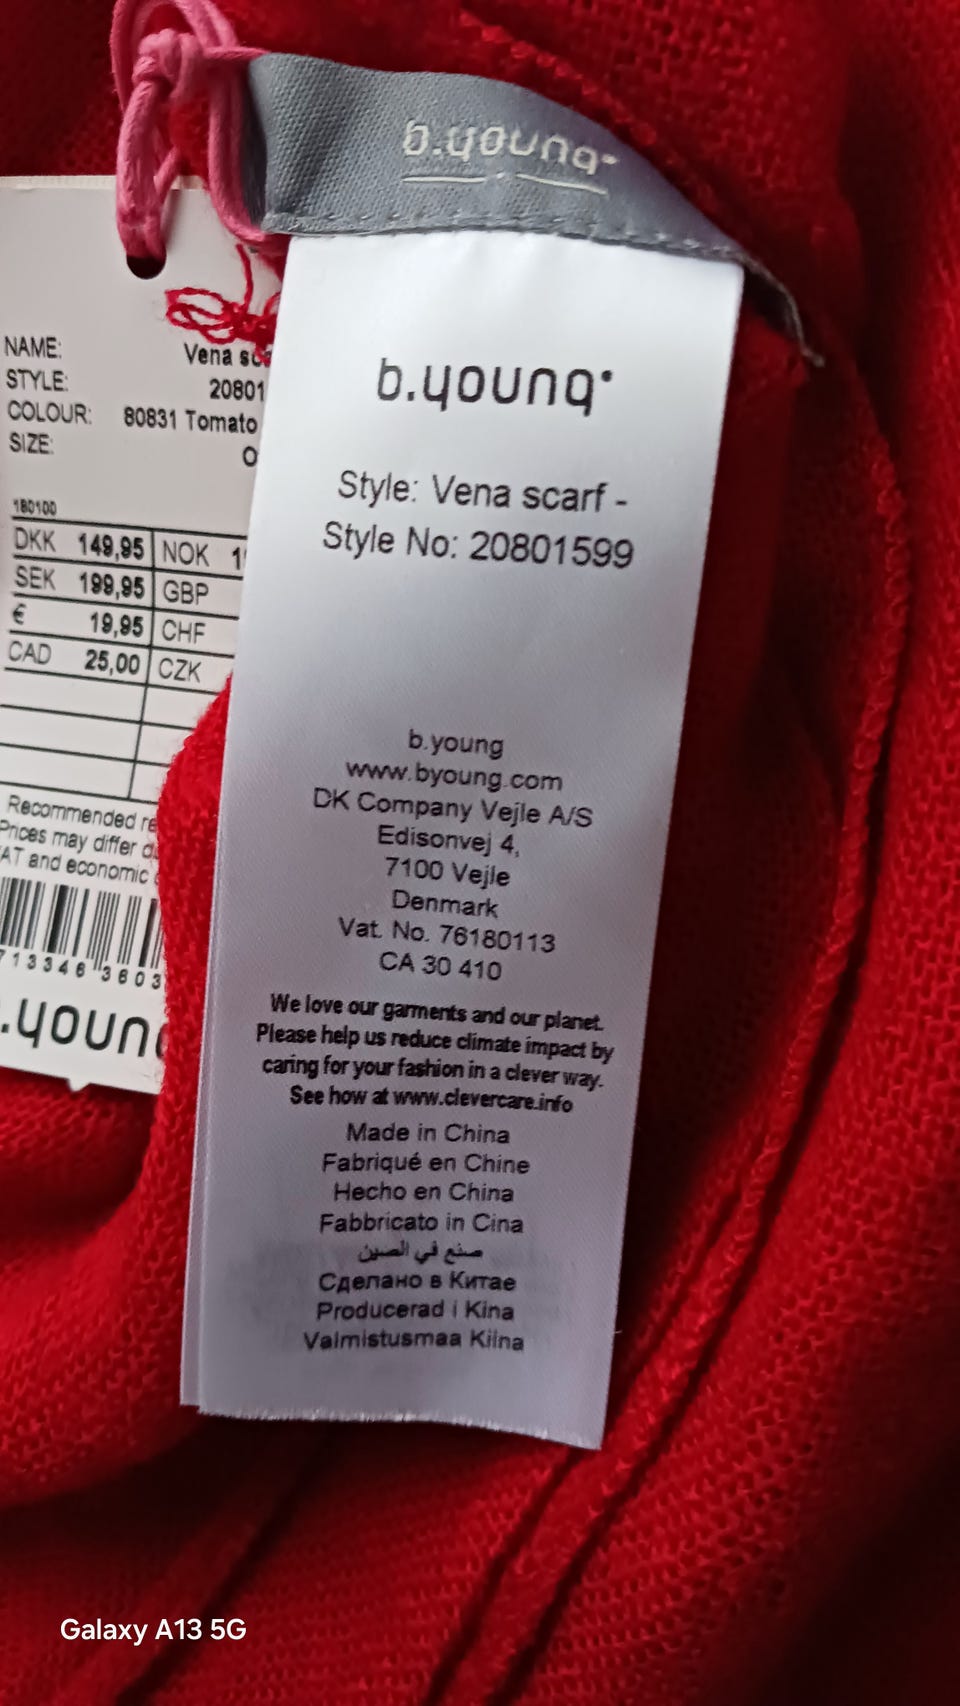 b.young
b.young
Style: Vena scarf -
Style No: 20801599
b.young
www.byoung.com
DK Company Vejle A/S
Edisonvej 4,
7100 Vejle
Denmark
Vat. No. 76180113
CA 30 410
We love our garments and our planet.
Please help us reduce climate impact by
caring for your fashion in a clever way.
See how at www.clevercare.info
Made in China
Fabriqué en Chine
Hecho en China
Fabbricato in Cina
صنع في الصين
Сделано в Китае
Producerad i Kina
Valmistusmaa Kiina
NAME: Vena
STYLE: 20801
COLOUR: 80831 Tomato
SIZE: O
180100
DKK 149,95 NOK 1
SEK 199,95 GBP
€ 19,95 CHF
CAD 25,00 CZK
Recommended
Prices may differ
VAT and economic
713346 3603
.young
Galaxy A13 5G